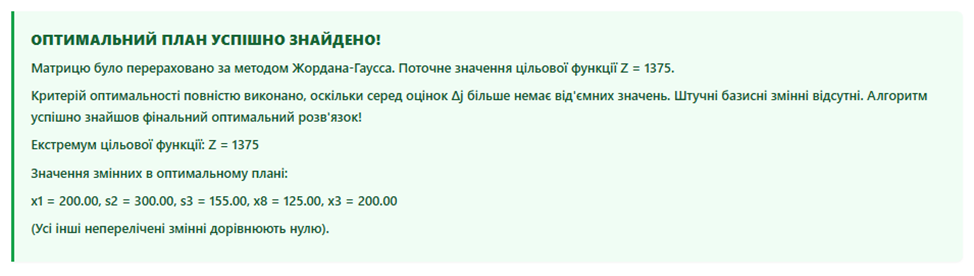 ОПТИМАЛЬНИЙ ПЛАН УСПІШНО ЗНАЙДЕНО!
Матрицю було перераховано за методом Жордана-Гаусса. Поточне значення цільової функції Z = 1375.
Критерій оптимальності повністю виконано, оскільки серед оцінок Δj більше немає від'ємних значень. Штучні базисні змінні відсутні. Алгоритм
успішно знайшов фінальний оптимальний розв'язок!
Екстремум цільової функції: Z = 1375
Значення змінних в оптимальному плані:
x1 = 200.00, s2 = 300.00, s3 = 155.00, x8 = 125.00, x3 = 200.00
(Усі інші неперелічені змінні дорівнюють нулю).